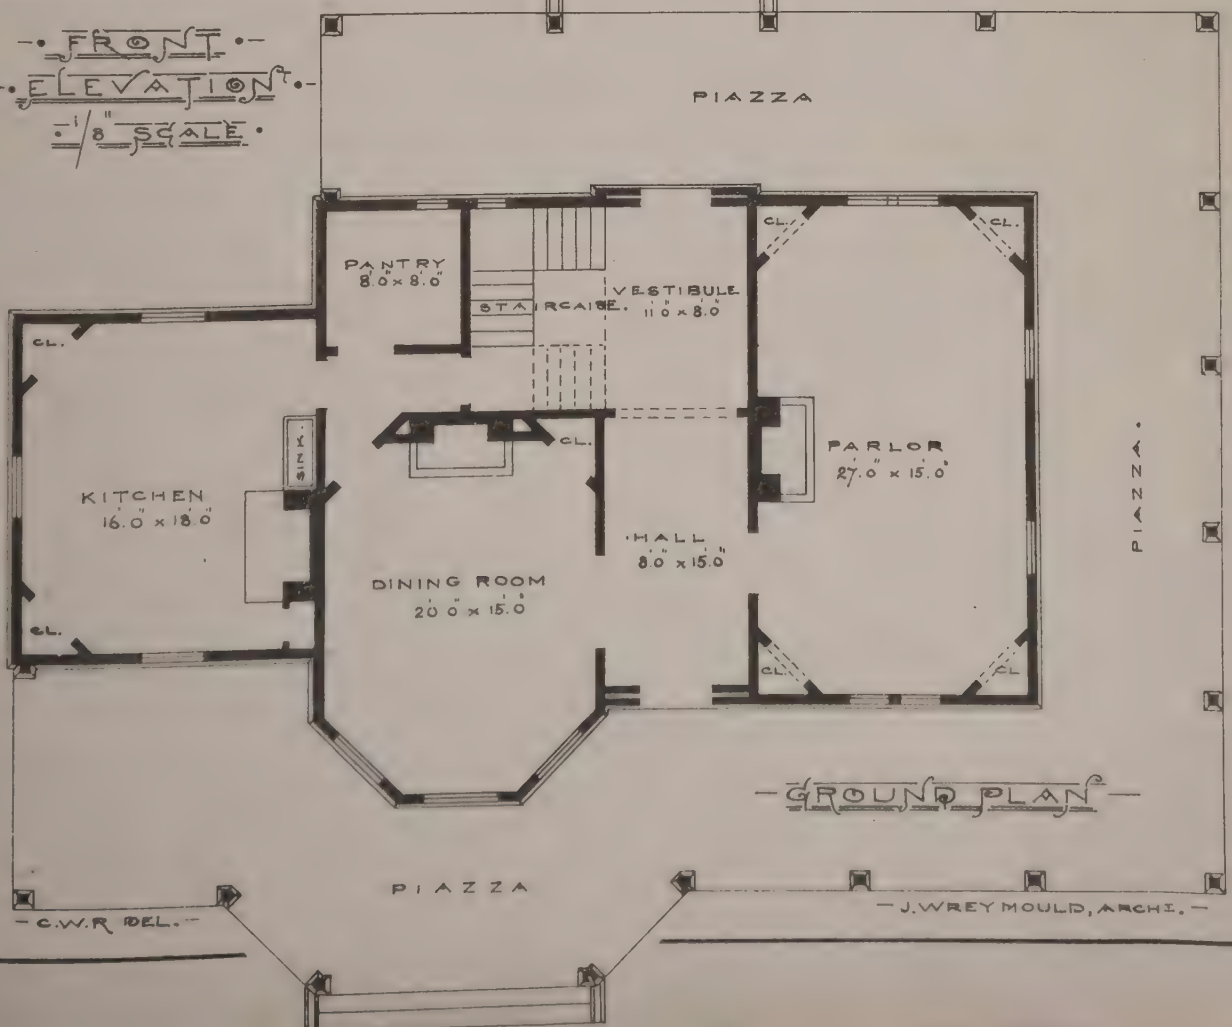 FRONT
ELEVATION
1/8" SCALE
PIAZZA
CL.
CL.
PANTRY
8'.0" x 8'.0"
STAIRCASE.
VESTIBULE
11'0" x 8'.0"
CL.
SINK.
CL.
PARLOR
27'.0" x 15'.0"
PIAZZA.
KITCHEN
16'.0" x 18'.0"
HALL
8'.0" x 15'.0"
DINING ROOM
20'0" x 15'.0"
CL.
CL.
CL
GROUND PLAN
PIAZZA
C.W.R DEL.
J. WREY MOULD, ARCHT.